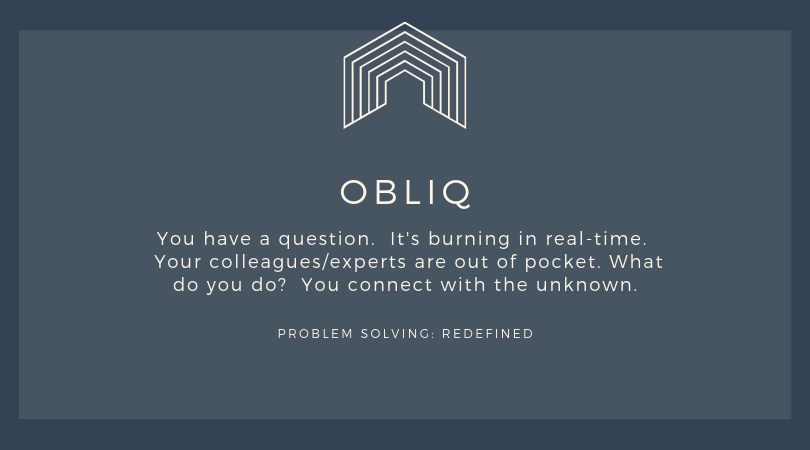 OBLIQ
You have a question.  It's burning in real-time.
Your colleagues/experts are out of pocket. What
do you do?  You connect with the unknown.
PROBLEM SOLVING: REDEFINED